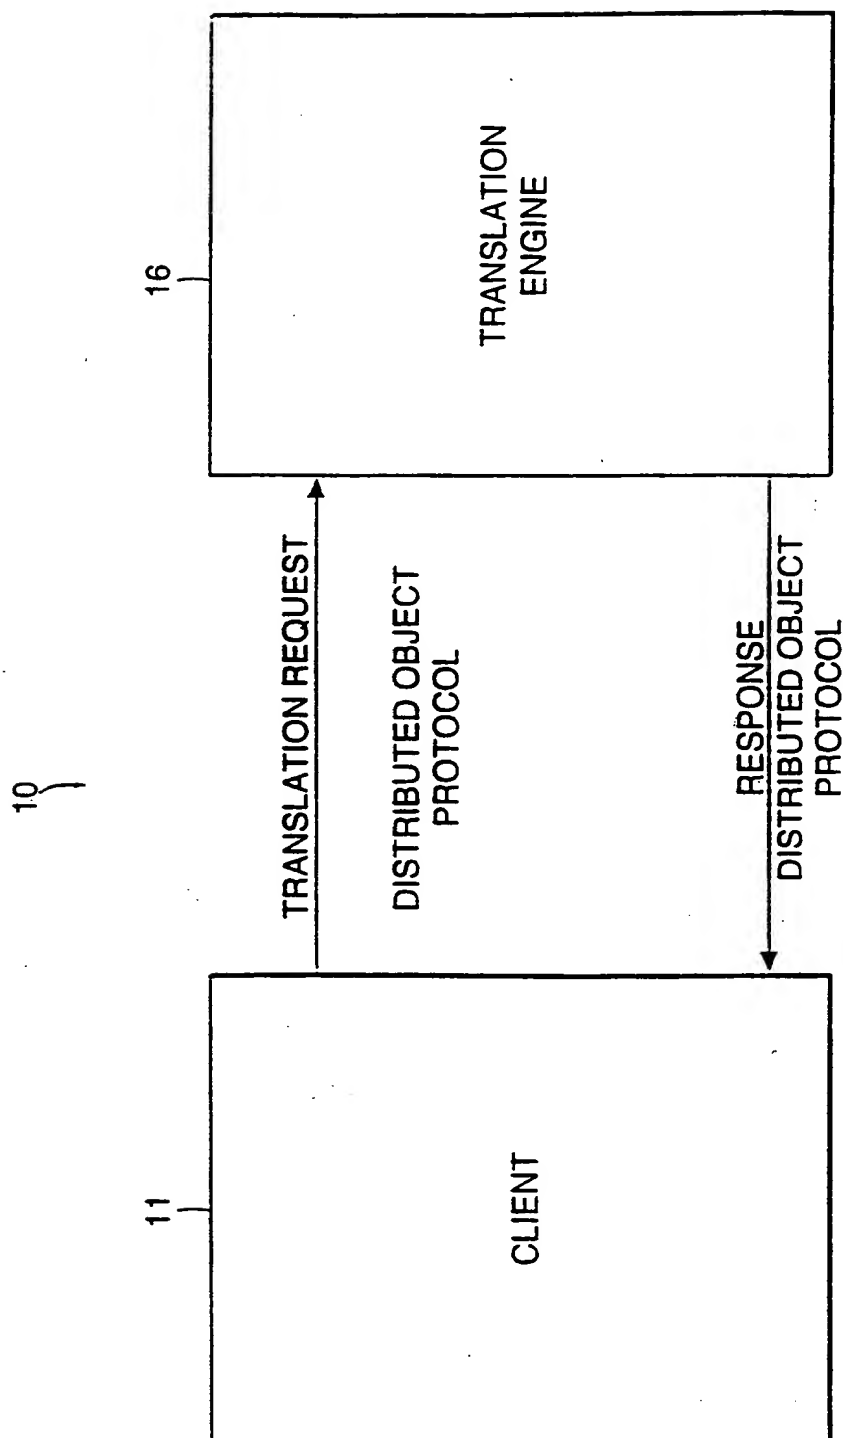 10
11
16
CLIENT
TRANSLATION REQUEST
DISTRIBUTED OBJECT
PROTOCOL
RESPONSE
DISTRIBUTED OBJECT
PROTOCOL
TRANSLATION
ENGINE